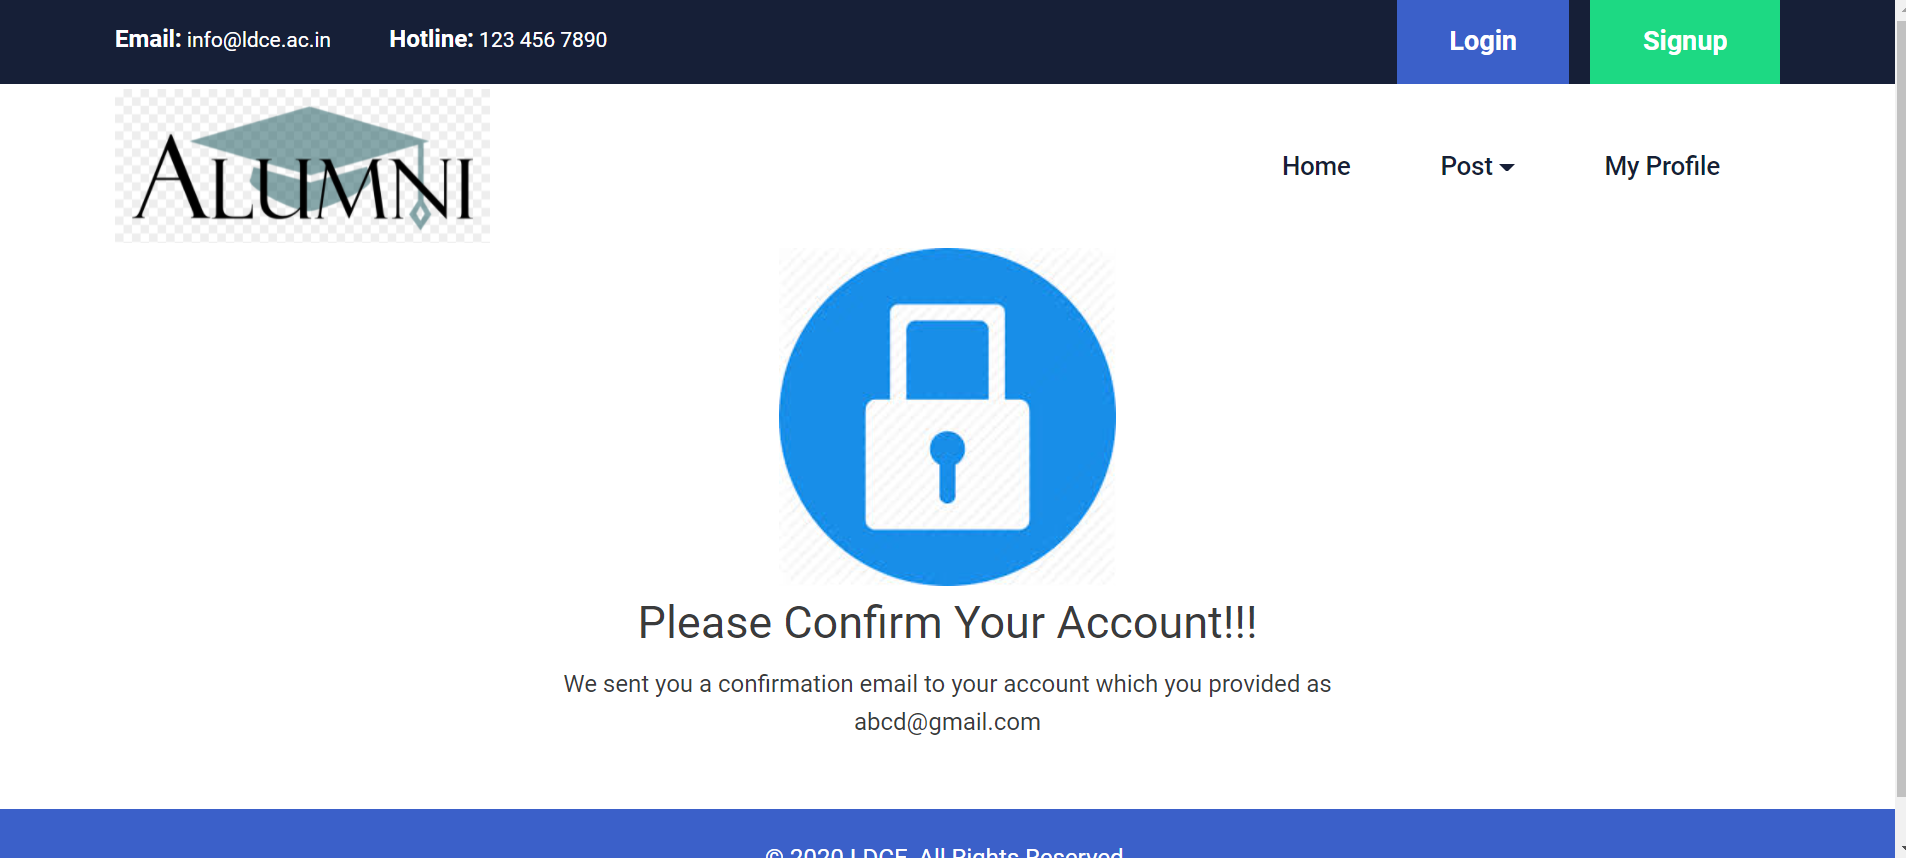 Email: info@ldce.ac.in Hotline: 123 456 7890 Login Signup
ALUMNI
Home Post My Profile
Please Confirm Your Account!!!
We sent you a confirmation email to your account which you provided as
abcd@gmail.com
© 2020 LDCE. All Rights Reserved